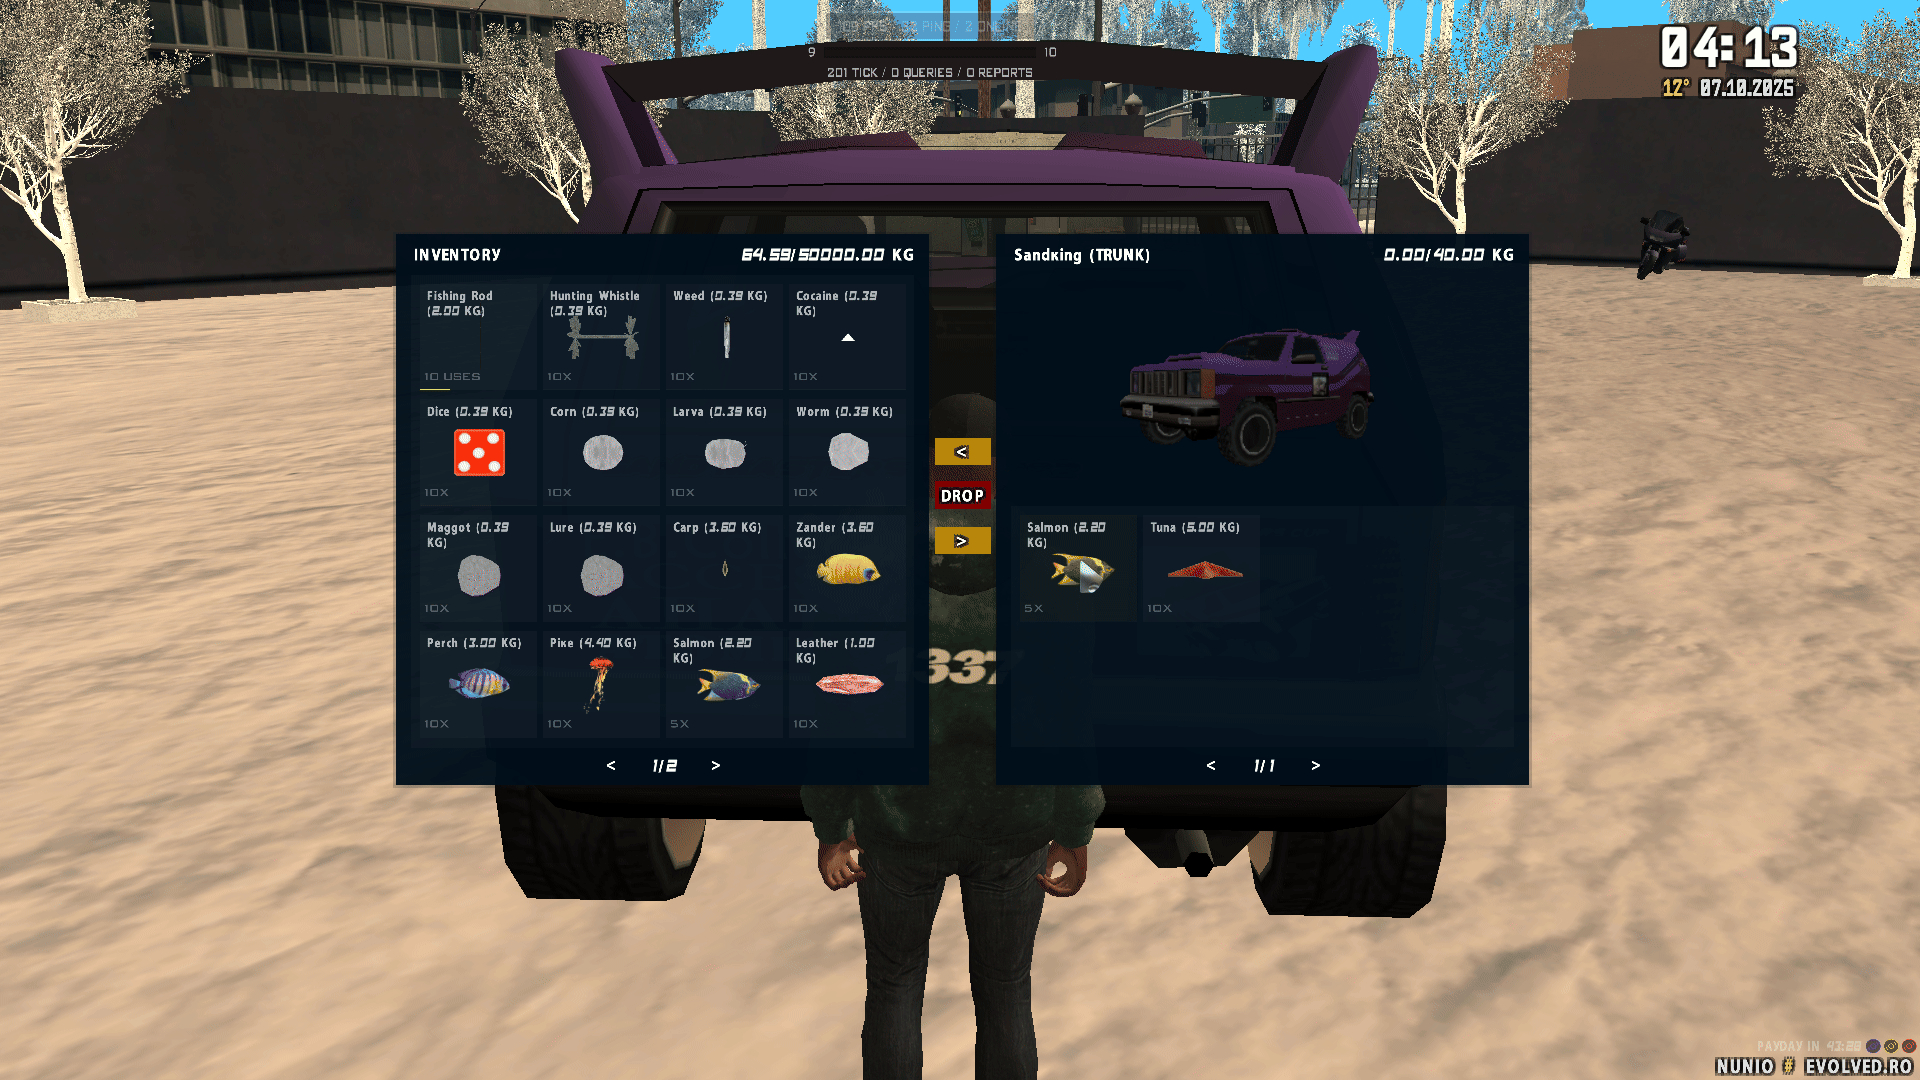 9 10
201 TICK / 0 QUERIES / 0 REPORTS
04:13
12° 07.10.2025
INVENTORY 64.59/50000.00 KG
Fishing Rod (2.00 KG)
10 USES
Hunting Whistle (0.39 KG)
10X
Weed (0.39 KG)
10X
Cocaine (0.39 KG)
10X
Dice (0.39 KG)
10X
Corn (0.39 KG)
10X
Larva (0.39 KG)
10X
Worm (0.39 KG)
10X
Maggot (0.39 KG)
10X
Lure (0.39 KG)
10X
Carp (3.60 KG)
10X
Zander (3.60 KG)
10X
Perch (3.00 KG)
10X
Pike (4.40 KG)
10X
Salmon (2.20 KG)
5X
Leather (1.00 KG)
10X
< 1/2 >
<
DROP
>
1337
Sandking (TRUNK) 0.00/40.00 KG
Salmon (2.20 KG)
5X
Tuna (5.00 KG)
10X
< 1/1 >
PAYDAY IN 41:28
NUNIO # EVOLVED.RO